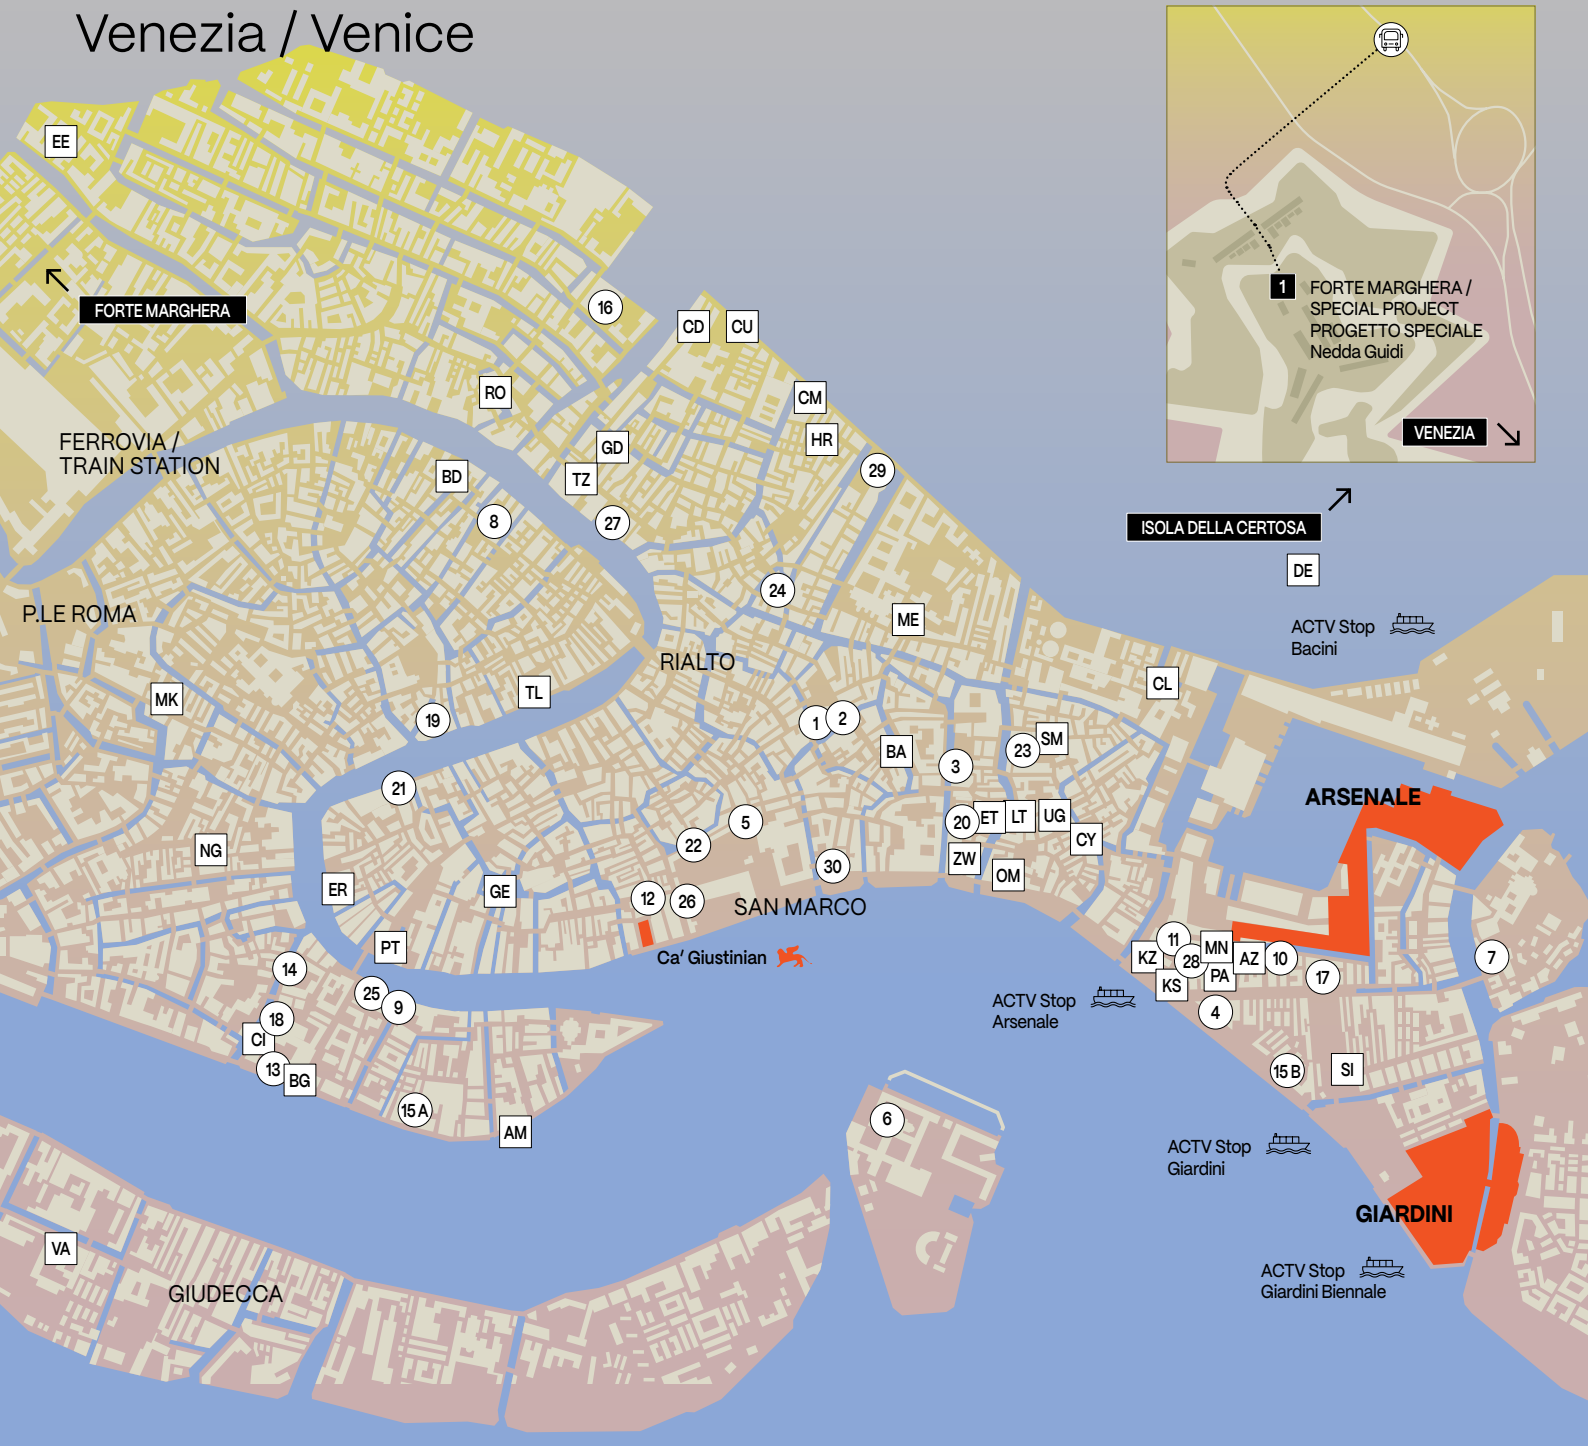 Venezia / Venice
EE
FORTE MARGHERA
16
CD
CU
1
FORTE MARGHERA /
SPECIAL PROJECT
PROGETTO SPECIALE
Nedda Guidi
VENEZIA
RO
CM
HR
GD
29
FERROVIA /
TRAIN STATION
BD
TZ
8
27
ISOLA DELLA CERTOSA
DE
24
P.LE ROMA
ME
ACTV Stop
Bacini
RIALTO
MK
TL
CL
19
1
2
BA
23
SM
3
21
ARSENALE
5
20
ET
LT
UG
22
CY
NG
ZW
30
OM
ER
GE
12
26
SAN MARCO
PT
Ca' Giustinian
11
KZ
28
MN
AZ
10
7
14
PA
17
KS
25
9
ACTV Stop
Arsenale
4
18
CI
13
BG
15 B
SI
15 A
AM
6
ACTV Stop
Giardini
GIARDINI
VA
ACTV Stop
Giardini Biennale
GIUDECCA